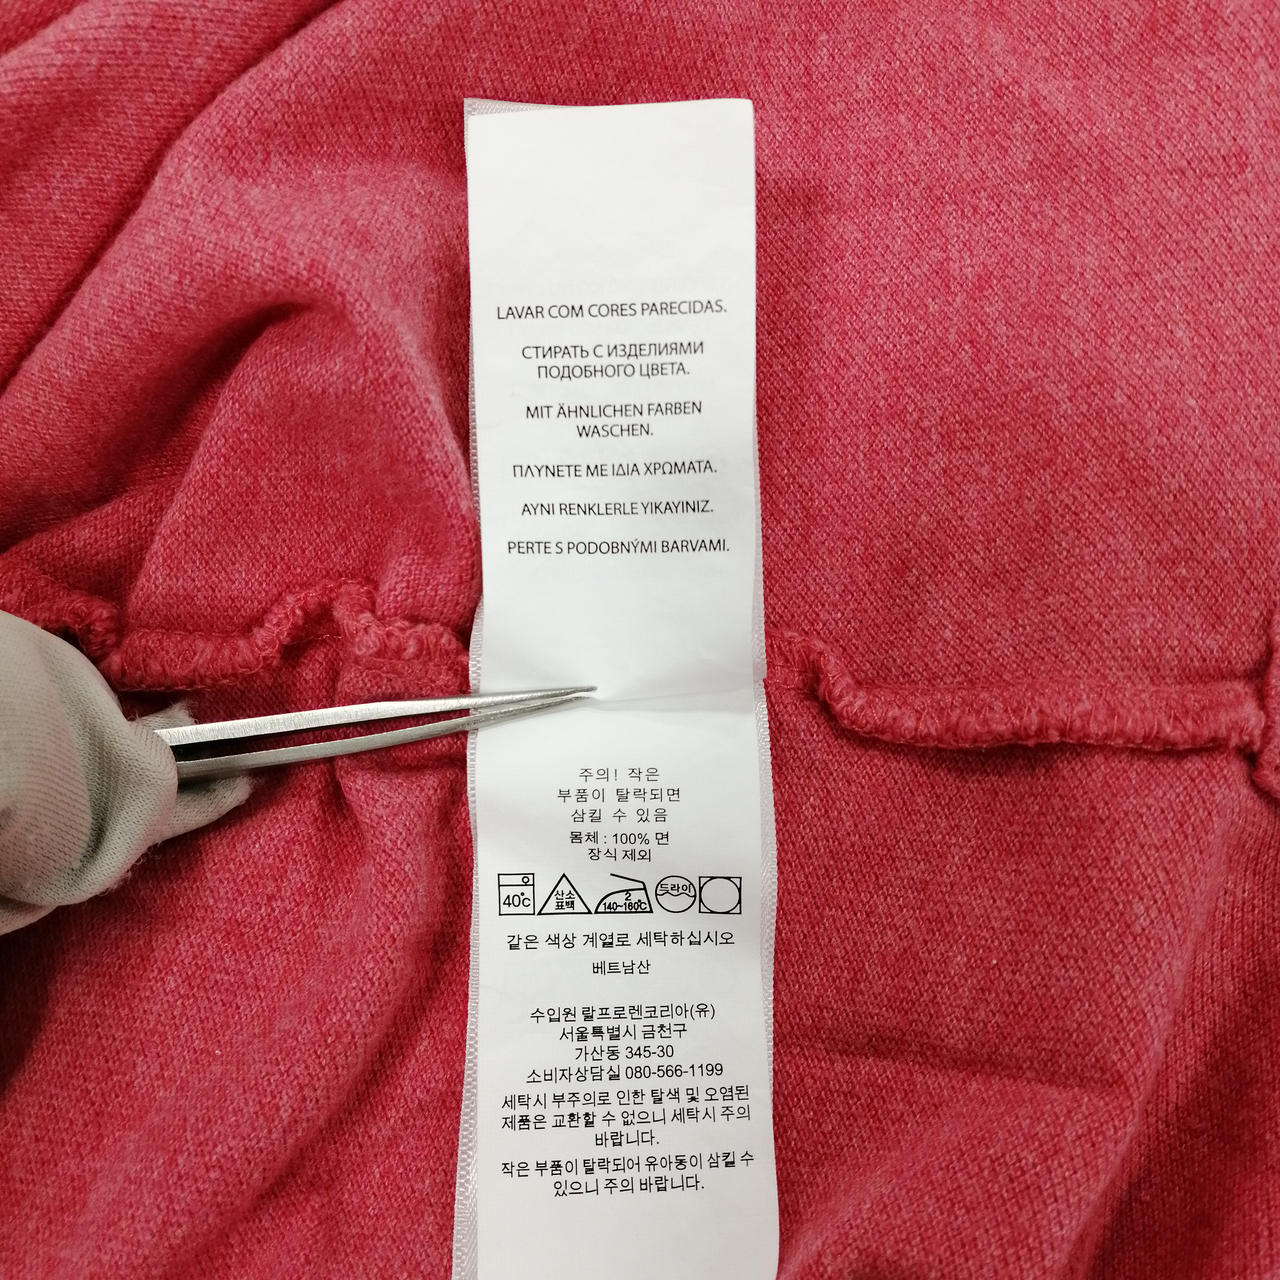 LAVAR COM CORES PARECIDAS.
СТИРАТЬ С ИЗДЕЛИЯМИ
ПОДОБНОГО ЦВЕТА.
MIT ÄHNLICHEN FARBEN
WASCHEN.
ΠΛΥΝΕΤΕ ΜΕ ΙΔΙΑ ΧΡΩΜΑΤΑ.
AYNI RENKLERLE YIKAYINIZ.
PERTE S PODOBNÝMI BARVAMI.
주의! 작은
부품이 탈락되면
삼킬 수 있음
몸체 : 100% 면
장식 제외
40℃ 산소 표백 2 140~160℃ 드라이
같은 색상 계열로 세탁하십시오
베트남산
수입원 랄프로렌코리아(유)
서울특별시 금천구
가산동 345-30
소비자상담실 080-566-1199
세탁시 부주의로 인한 탈색 및 오염된
제품은 교환할 수 없으니 세탁시 주의
바랍니다.
작은 부품이 탈락되어 유아동이 삼킬 수
있으니 주의 바랍니다.